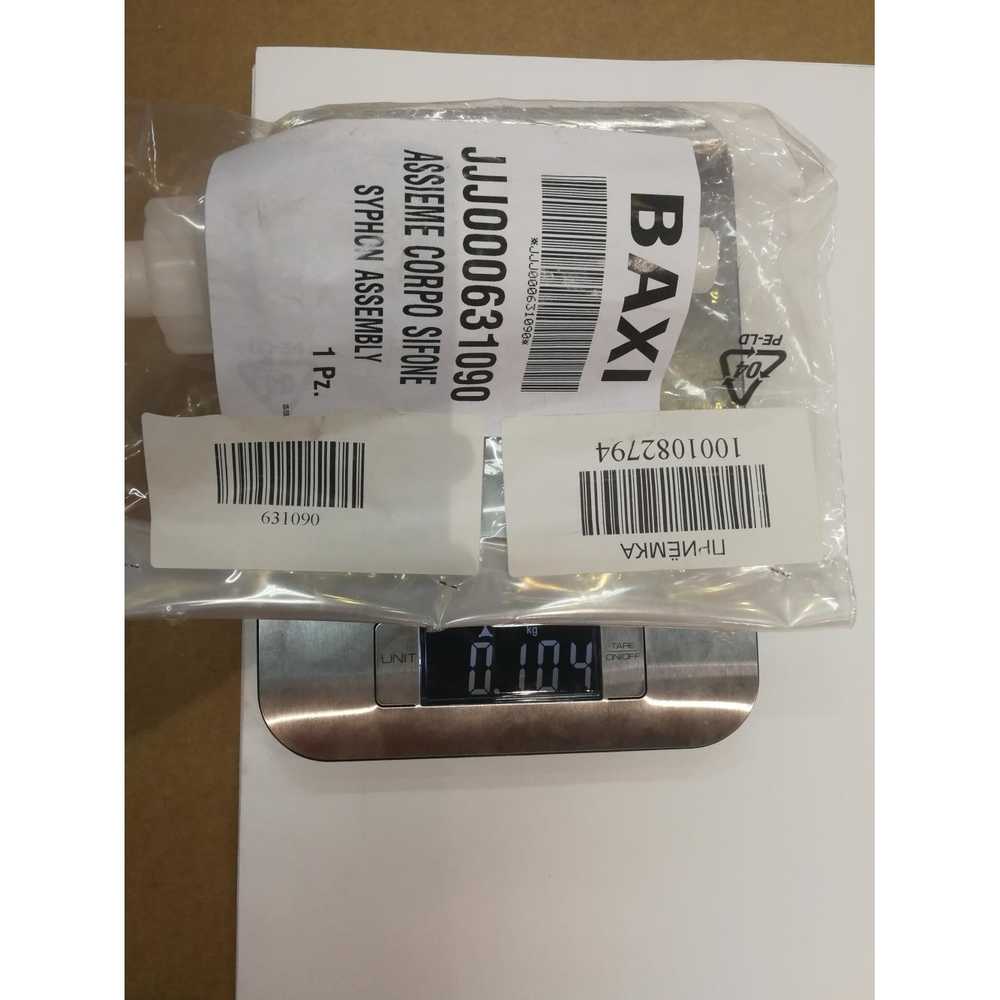 BAXI
*JJJ000631090*
JJJ000631090
ASSIEME CORPO SIFONE
SYPHON ASSEMBLY
1 Pz.
04
PE-LD
631090
1001082794
ПРИЁМКА
kg
UNIT
0.104
TARE
ON/OFF